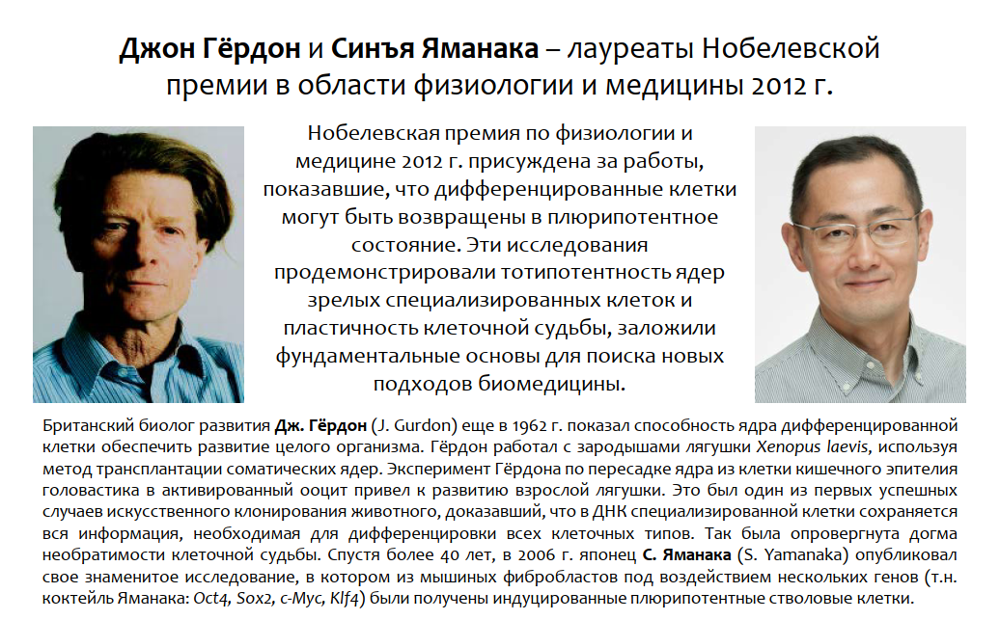 Джон Гёрдон и Синъя Яманака – лауреаты Нобелевской
премии в области физиологии и медицины 2012 г.
Нобелевская премия по физиологии и
медицине 2012 г. присуждена за работы,
показавшие, что дифференцированные клетки
могут быть возвращены в плюрипотентное
состояние. Эти исследования
продемонстрировали тотипотентность ядер
зрелых специализированных клеток и
пластичность клеточной судьбы, заложили
фундаментальные основы для поиска новых
подходов биомедицины.
Британский биолог развития Дж. Гёрдон (J. Gurdon) еще в 1962 г. показал способность ядра дифференцированной
клетки обеспечить развитие целого организма. Гёрдон работал с зародышами лягушки Xenopus laevis, используя
метод трансплантации соматических ядер. Эксперимент Гёрдона по пересадке ядра из клетки кишечного эпителия
головастика в активированный ооцит привел к развитию взрослой лягушки. Это был один из первых успешных
случаев искусственного клонирования животного, доказавший, что в ДНК специализированной клетки сохраняется
вся информация, необходимая для дифференцировки всех клеточных типов. Так была опровергнута догма
необратимости клеточной судьбы. Спустя более 40 лет, в 2006 г. японец С. Яманака (S. Yamanaka) опубликовал
свое знаменитое исследование, в котором из мышиных фибробластов под воздействием нескольких генов (т.н.
коктейль Яманака: Oct4, Sox2, c-Myc, Klf4) были получены индуцированные плюрипотентные стволовые клетки.